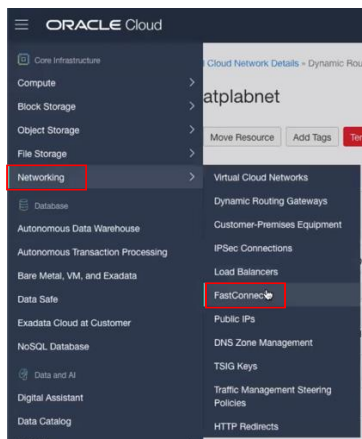 ORACLE Cloud
Core Infrastructure
Compute
Block Storage
Object Storage
File Storage
Networking
Database
Autonomous Data Warehouse
Autonomous Transaction Processing
Bare Metal, VM, and Exadata
Data Safe
Exadata Cloud at Customer
NoSQL Database
Data and AI
Digital Assistant
Data Catalog
Cloud Network Details » Dynamic Rou
atplabnet
Move Resource
Add Tags
Ter
Virtual Cloud Networks
Dynamic Routing Gateways
Customer-Premises Equipment
IPSec Connections
Load Balancers
FastConnect
Public IPs
DNS Zone Management
TSIG Keys
Traffic Management Steering
Policies
HTTP Redirects